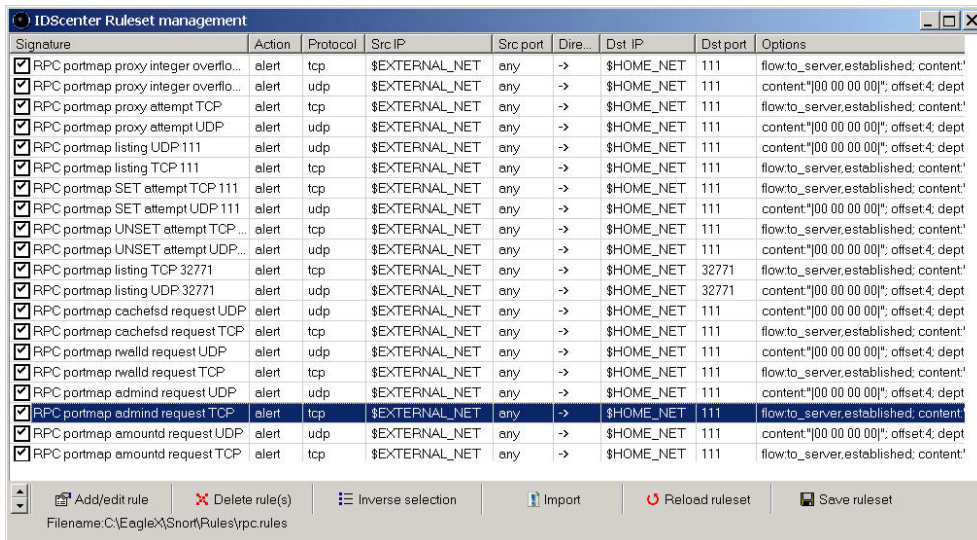 IDScenter Ruleset management
Signature Action Protocol Src IP Src port Dire... Dst IP Dst port Options
RPC portmap proxy integer overflo... alert tcp $EXTERNAL_NET any -> $HOME_NET 111 flow:to_server,established; content:"
RPC portmap proxy integer overflo... alert udp $EXTERNAL_NET any -> $HOME_NET 111 content:"|00 00 00 00|"; offset:4; dept
RPC portmap proxy attempt TCP alert tcp $EXTERNAL_NET any -> $HOME_NET 111 flow:to_server,established; content:"
RPC portmap proxy attempt UDP alert udp $EXTERNAL_NET any -> $HOME_NET 111 content:"|00 00 00 00|"; offset:4; dept
RPC portmap listing UDP 111 alert udp $EXTERNAL_NET any -> $HOME_NET 111 content:"|00 00 00 00|"; offset:4; dept
RPC portmap listing TCP 111 alert tcp $EXTERNAL_NET any -> $HOME_NET 111 flow:to_server,established; content:"
RPC portmap SET attempt TCP 111 alert tcp $EXTERNAL_NET any -> $HOME_NET 111 flow:to_server,established; content:"
RPC portmap SET attempt UDP 111 alert udp $EXTERNAL_NET any -> $HOME_NET 111 content:"|00 00 00 00|"; offset:4; dept
RPC portmap UNSET attempt TCP ... alert tcp $EXTERNAL_NET any -> $HOME_NET 111 flow:to_server,established; content:"
RPC portmap UNSET attempt UDP... alert udp $EXTERNAL_NET any -> $HOME_NET 111 content:"|00 00 00 00|"; offset:4; dept
RPC portmap listing TCP 32771 alert tcp $EXTERNAL_NET any -> $HOME_NET 32771 flow:to_server,established; content:"
RPC portmap listing UDP 32771 alert udp $EXTERNAL_NET any -> $HOME_NET 32771 content:"|00 00 00 00|"; offset:4; dept
RPC portmap cachefsd request UDP alert udp $EXTERNAL_NET any -> $HOME_NET 111 content:"|00 00 00 00|"; offset:4; dept
RPC portmap cachefsd request TCP alert tcp $EXTERNAL_NET any -> $HOME_NET 111 flow:to_server,established; content:"
RPC portmap rwalld request UDP alert udp $EXTERNAL_NET any -> $HOME_NET 111 content:"|00 00 00 00|"; offset:4; dept
RPC portmap rwalld request TCP alert tcp $EXTERNAL_NET any -> $HOME_NET 111 flow:to_server,established; content:"
RPC portmap admind request UDP alert udp $EXTERNAL_NET any -> $HOME_NET 111 content:"|00 00 00 00|"; offset:4; dept
RPC portmap admind request TCP alert tcp $EXTERNAL_NET any -> $HOME_NET 111 flow:to_server,established; content:"
RPC portmap amountd request UDP alert udp $EXTERNAL_NET any -> $HOME_NET 111 content:"|00 00 00 00|"; offset:4; dept
RPC portmap amountd request TCP alert tcp $EXTERNAL_NET any -> $HOME_NET 111 flow:to_server,established; content:"
Add/edit rule Delete rule(s) Inverse selection Import Reload ruleset Save ruleset
Filename:C:\EagleX\Snort\Rules\rpc.rules